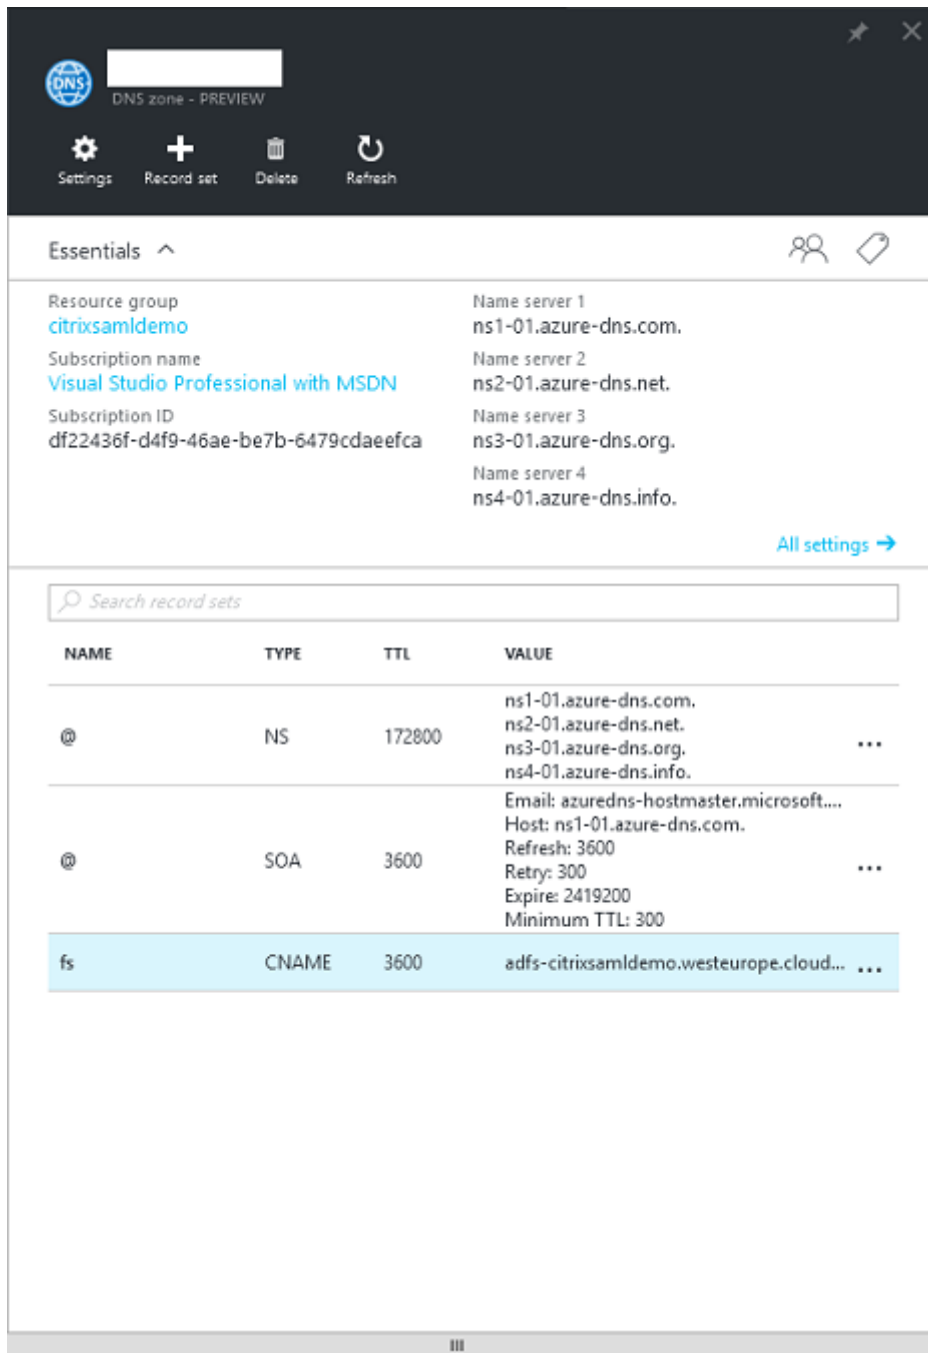 DNS
DNS zone - PREVIEW
Settings Record set Delete Refresh
Essentials
Resource group
citrixsamldemo
Subscription name
Visual Studio Professional with MSDN
Subscription ID
df22436f-d4f9-46ae-be7b-6479cdaeefca
Name server 1
ns1-01.azure-dns.com.
Name server 2
ns2-01.azure-dns.net.
Name server 3
ns3-01.azure-dns.org.
Name server 4
ns4-01.azure-dns.info.
All settings →
Search record sets
NAME TYPE TTL VALUE
@ NS 172800
ns1-01.azure-dns.com.
ns2-01.azure-dns.net.
ns3-01.azure-dns.org.
ns4-01.azure-dns.info.
...
@ SOA 3600
Email: azuredns-hostmaster.microsoft....
Host: ns1-01.azure-dns.com.
Refresh: 3600
Retry: 300
Expire: 2419200
Minimum TTL: 300
...
fs CNAME 3600 adfs-citrixsamldemo.westeurope.cloud... ...